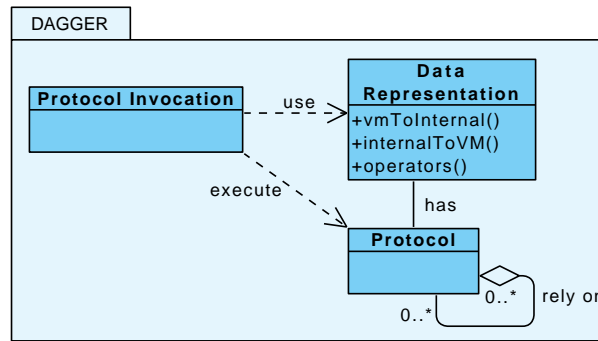 DAGGER
Data
Representation
Protocol Invocation
use
+vmToInternal()
+internalToVM()
+operators()
execute
has
Protocol
0..*
rely on
0..*